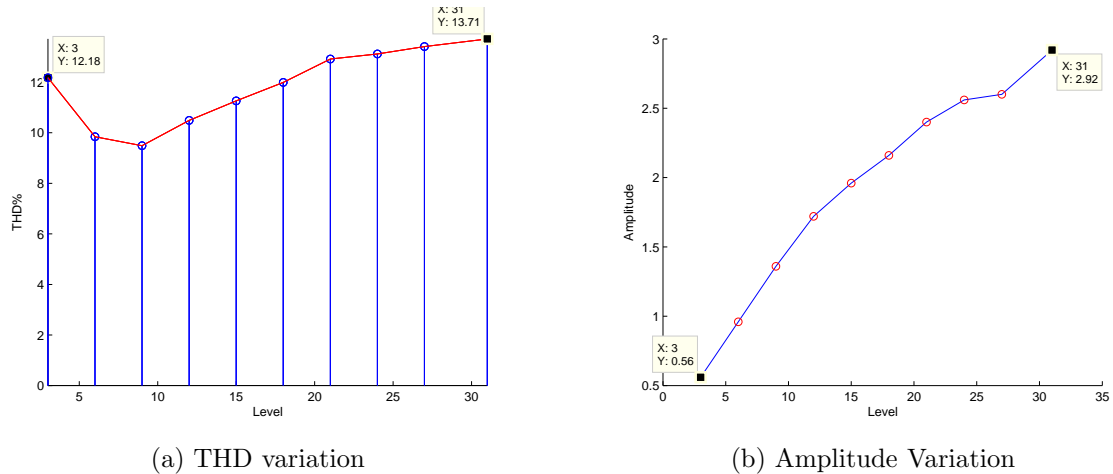 X: 31
Y: 13.71
X: 3
Y: 12.18
12
10
8
6
4
2
0
THD%
5
10
15
20
25
30
Level
(a) THD variation
3
2.5
2
1.5
1
0.5
Amplitude
X: 31
Y: 2.92
X: 3
Y: 0.56
0
5
10
15
20
25
30
35
Level
(b) Amplitude Variation